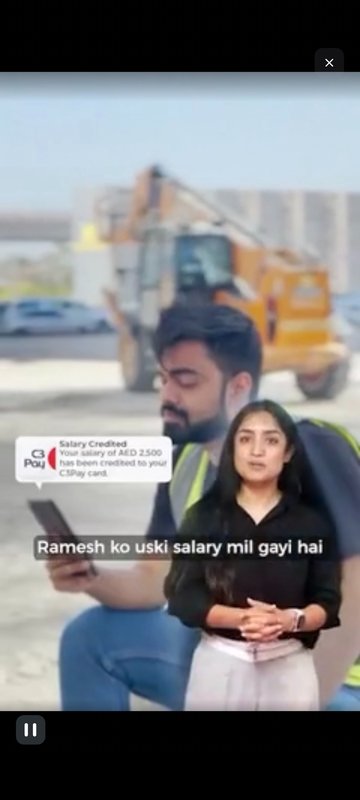 C3
Pay
Salary Credited
Your salary of AED 2,500
has been credited to your
C3Pay card.
Ramesh ko uski salary mil gayi hai